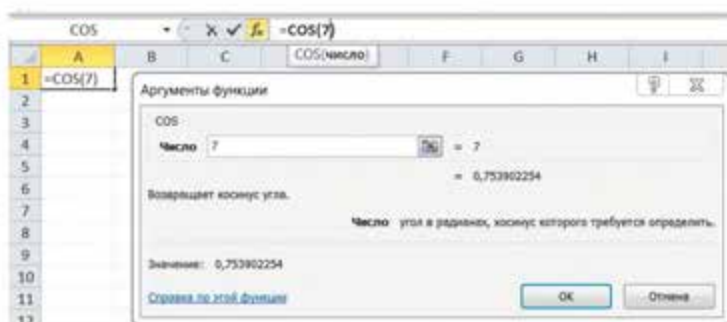 COS =COS(7)
COS(число)
A B C F G H I
1 =COS(7)
Аргументы функции
2
3 COS
4 Число 7 = 7
5 = 0,753902254
6 Возвращает косинус угла.
7 Число угол в радианах, косинус которого требуется определить.
8
9 Значение: 0,753902254
10
11 Справка по этой функции ОК Отмена
12